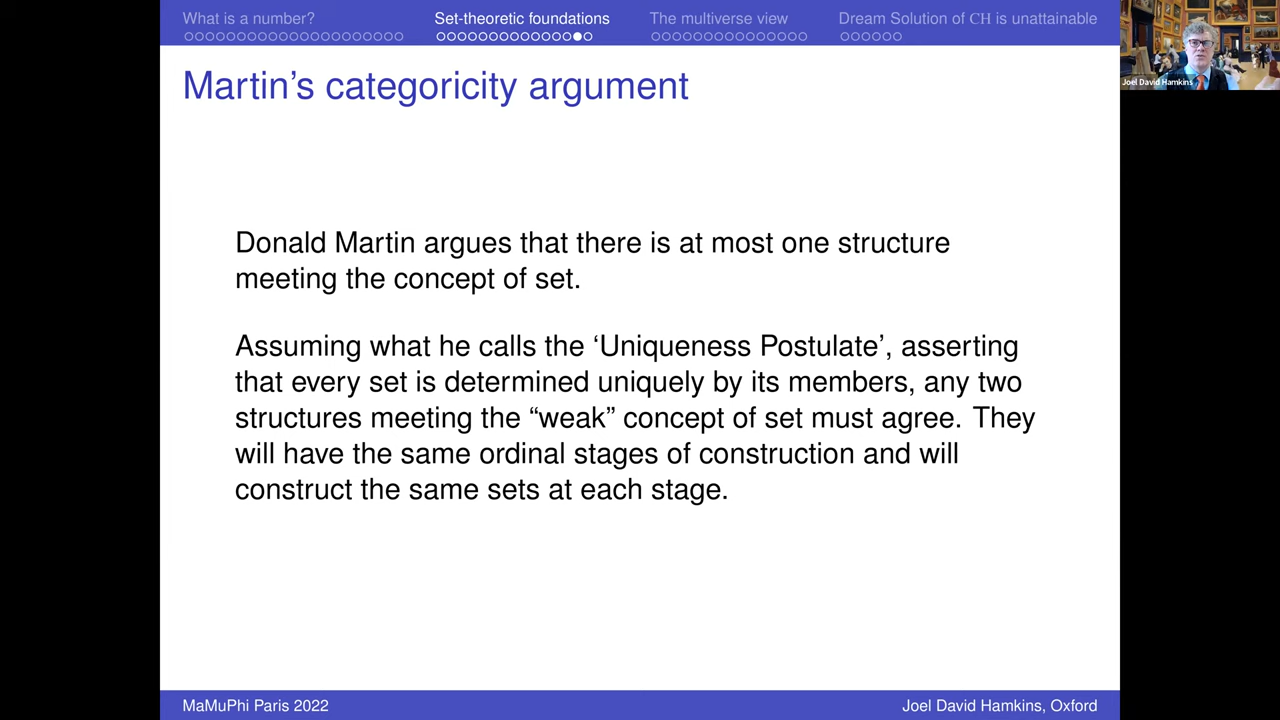 What is a number?
Set-theoretic foundations
The multiverse view
Dream Solution of CH is unattainable
Joel David Hamkins
Martin's categoricity argument
Donald Martin argues that there is at most one structure
meeting the concept of set.
Assuming what he calls the ‘Uniqueness Postulate’, asserting
that every set is determined uniquely by its members, any two
structures meeting the “weak” concept of set must agree. They
will have the same ordinal stages of construction and will
construct the same sets at each stage.
MaMuPhi Paris 2022
Joel David Hamkins, Oxford